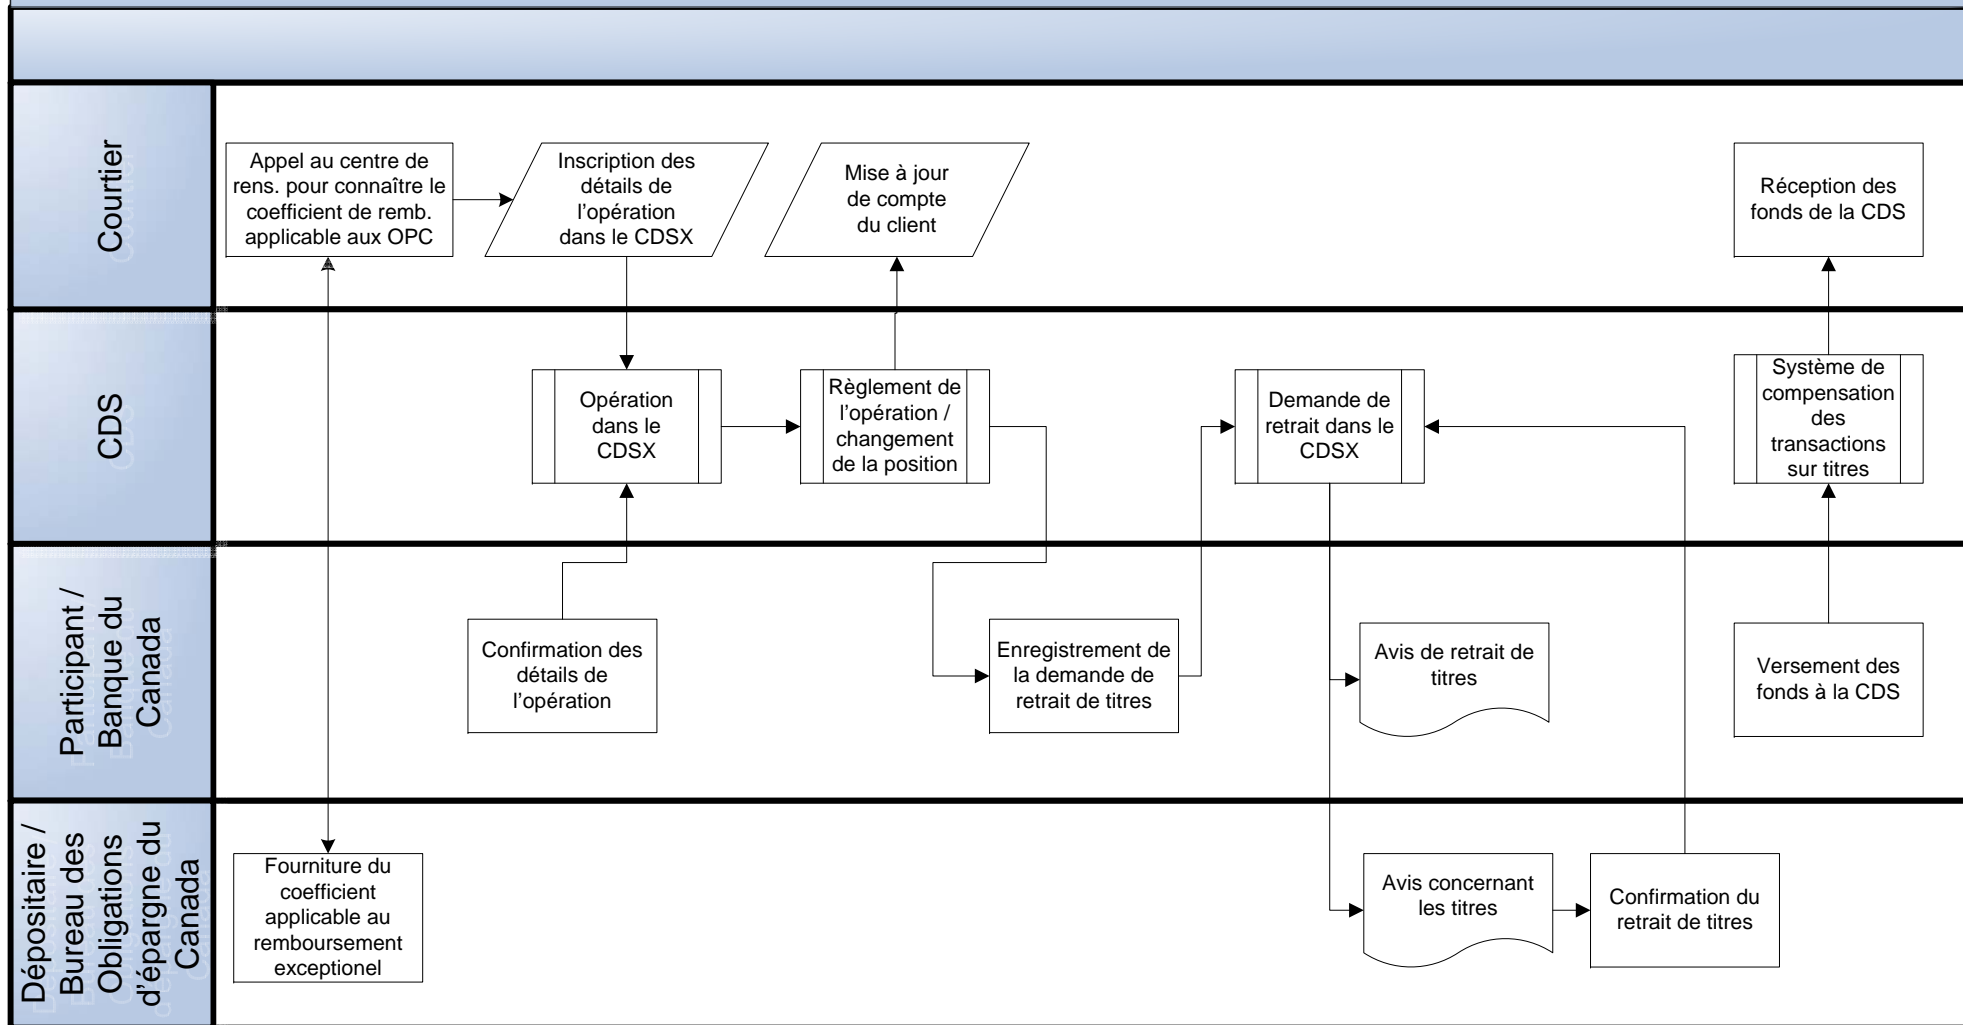 Courtier
Appel au centre de
rens. pour connaître le
coefficient de remb.
applicable aux OPC
Inscription des
détails de
l'opération
dans le CDSX
Mise à jour
de compte
du client
Réception des
fonds de la CDS
CDS
Opération
dans le
CDSX
Règlement de
l'opération /
changement
de la position
Demande de
retrait dans le
CDSX
Système de
compensation
des
transactions
sur titres
Participant /
Banque du
Canada
Confirmation des
détails de
l'opération
Enregistrement de
la demande de
retrait de titres
Avis de retrait de
titres
Versement des
fonds à la CDS
Dépositaire /
Bureau des
Obligations
d'épargne du
Canada
Fourniture du
coefficient
applicable au
remboursement
exceptionel
Avis concernant
les titres
Confirmation du
retrait de titres